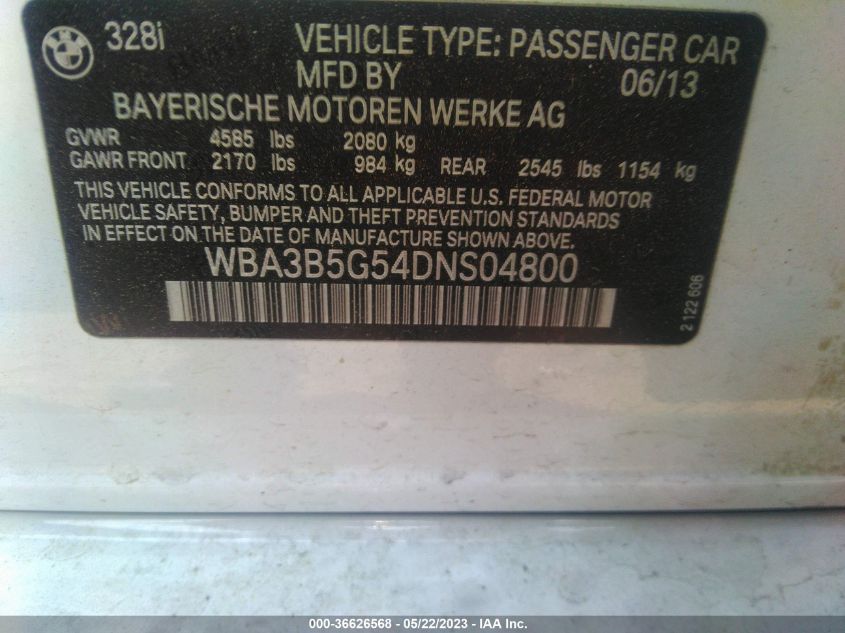 328i VEHICLE TYPE: PASSENGER CAR
MFD BY 06/13
BAYERISCHE MOTOREN WERKE AG
GVWR 4585 lbs 2080 kg
GAWR FRONT 2170 lbs 984 kg REAR 2545 lbs 1154 kg
THIS VEHICLE CONFORMS TO ALL APPLICABLE U.S. FEDERAL MOTOR
VEHICLE SAFETY, BUMPER AND THEFT PREVENTION STANDARDS
IN EFFECT ON THE DATE OF MANUFACTURE SHOWN ABOVE.
WBA3B5G54DNS04800
2 122 606
000-36626568 - 05/22/2023 - IAA Inc.